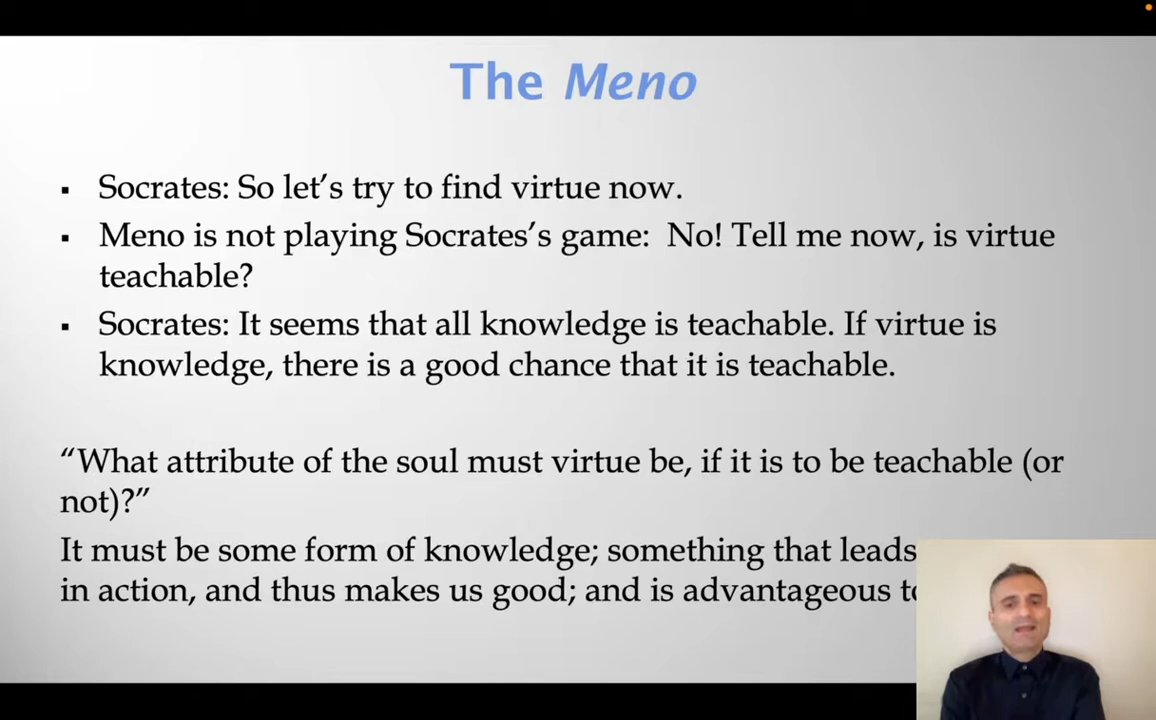 The Meno
▪ Socrates: So let’s try to find virtue now.
▪ Meno is not playing Socrates’s game:  No! Tell me now, is virtue
teachable?
▪ Socrates: It seems that all knowledge is teachable. If virtue is
knowledge, there is a good chance that it is teachable.
“What attribute of the soul must virtue be, if it is to be teachable (or
not)?”
It must be some form of knowledge; something that leads
in action, and thus makes us good; and is advantageous